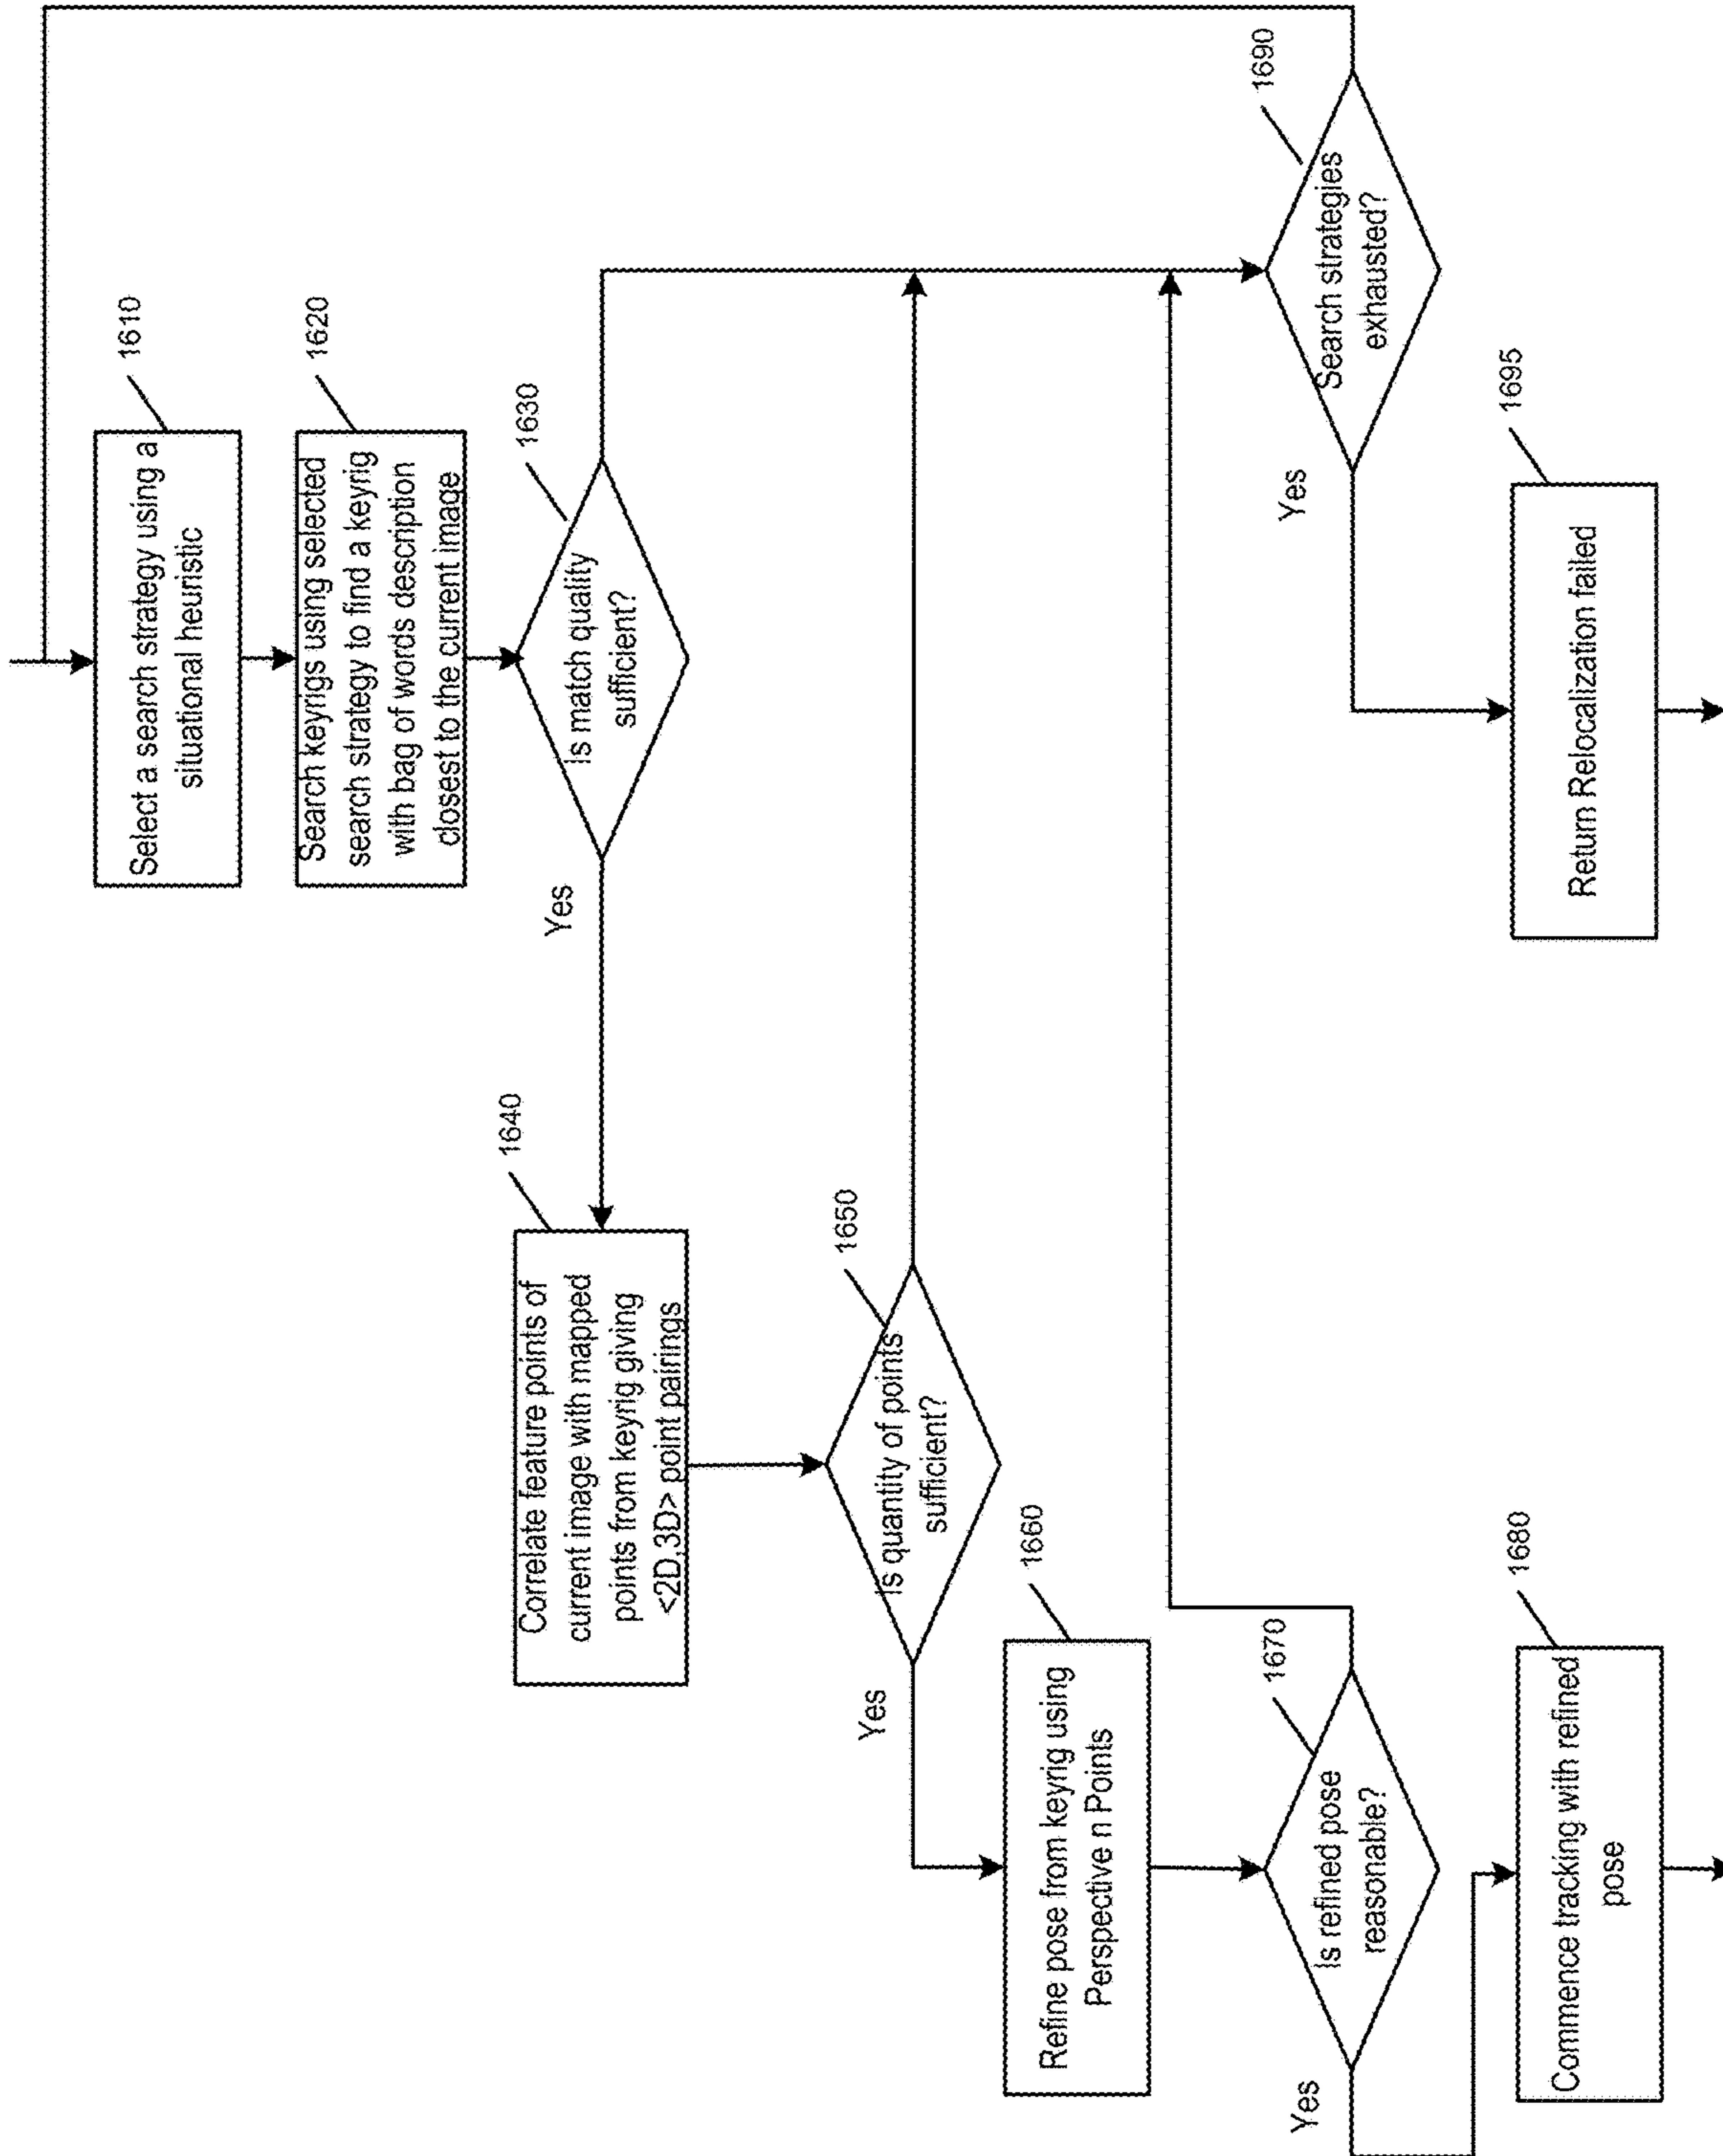 1610
Select a search strategy using a
situational heuristic
1620
Search keyrigs using selected
search strategy to find a keyrig
with bag of words description
closest to the current image
1630
Is match quality
sufficient?
Yes
1640
Correlate feature points of
current image with mapped
points from keyrig giving
<2D,3D> point pairings
1650
Is quantity of points
sufficient?
Yes
1660
Refine pose from keyrig using
Perspective n Points
1670
Is refined pose
reasonable?
Yes
1680
Commence tracking with refined
pose
1690
Search strategies
exhausted?
Yes
1695
Return Relocalization failed